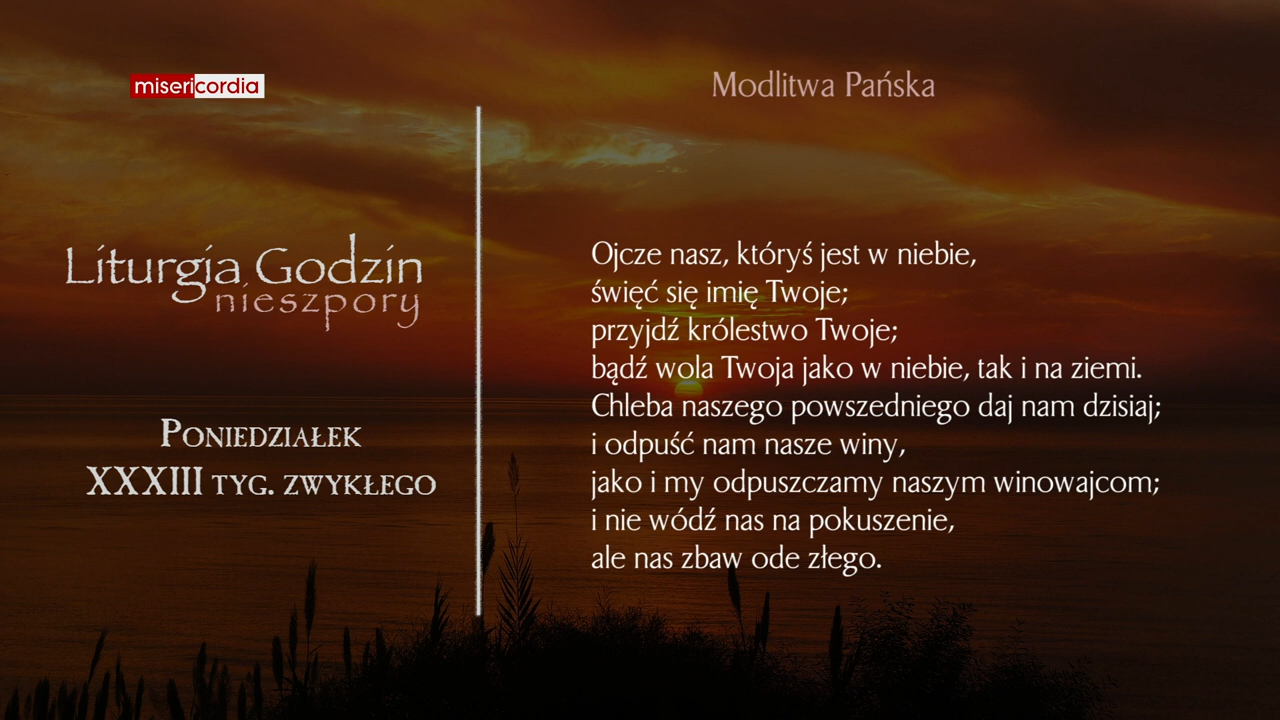 misericordia
Liturgia Godzin
nieszpory
Poniedziałek
XXXIII tyg. zwykłego
Modlitwa Pańska
Ojcze nasz, któryś jest w niebie,
święć się imię Twoje;
przyjdź królestwo Twoje;
bądź wola Twoja jako w niebie, tak i na ziemi.
Chleba naszego powszedniego daj nam dzisiaj;
i odpuść nam nasze winy,
jako i my odpuszczamy naszym winowajcom;
i nie wódź nas na pokuszenie,
ale nas zbaw ode złego.